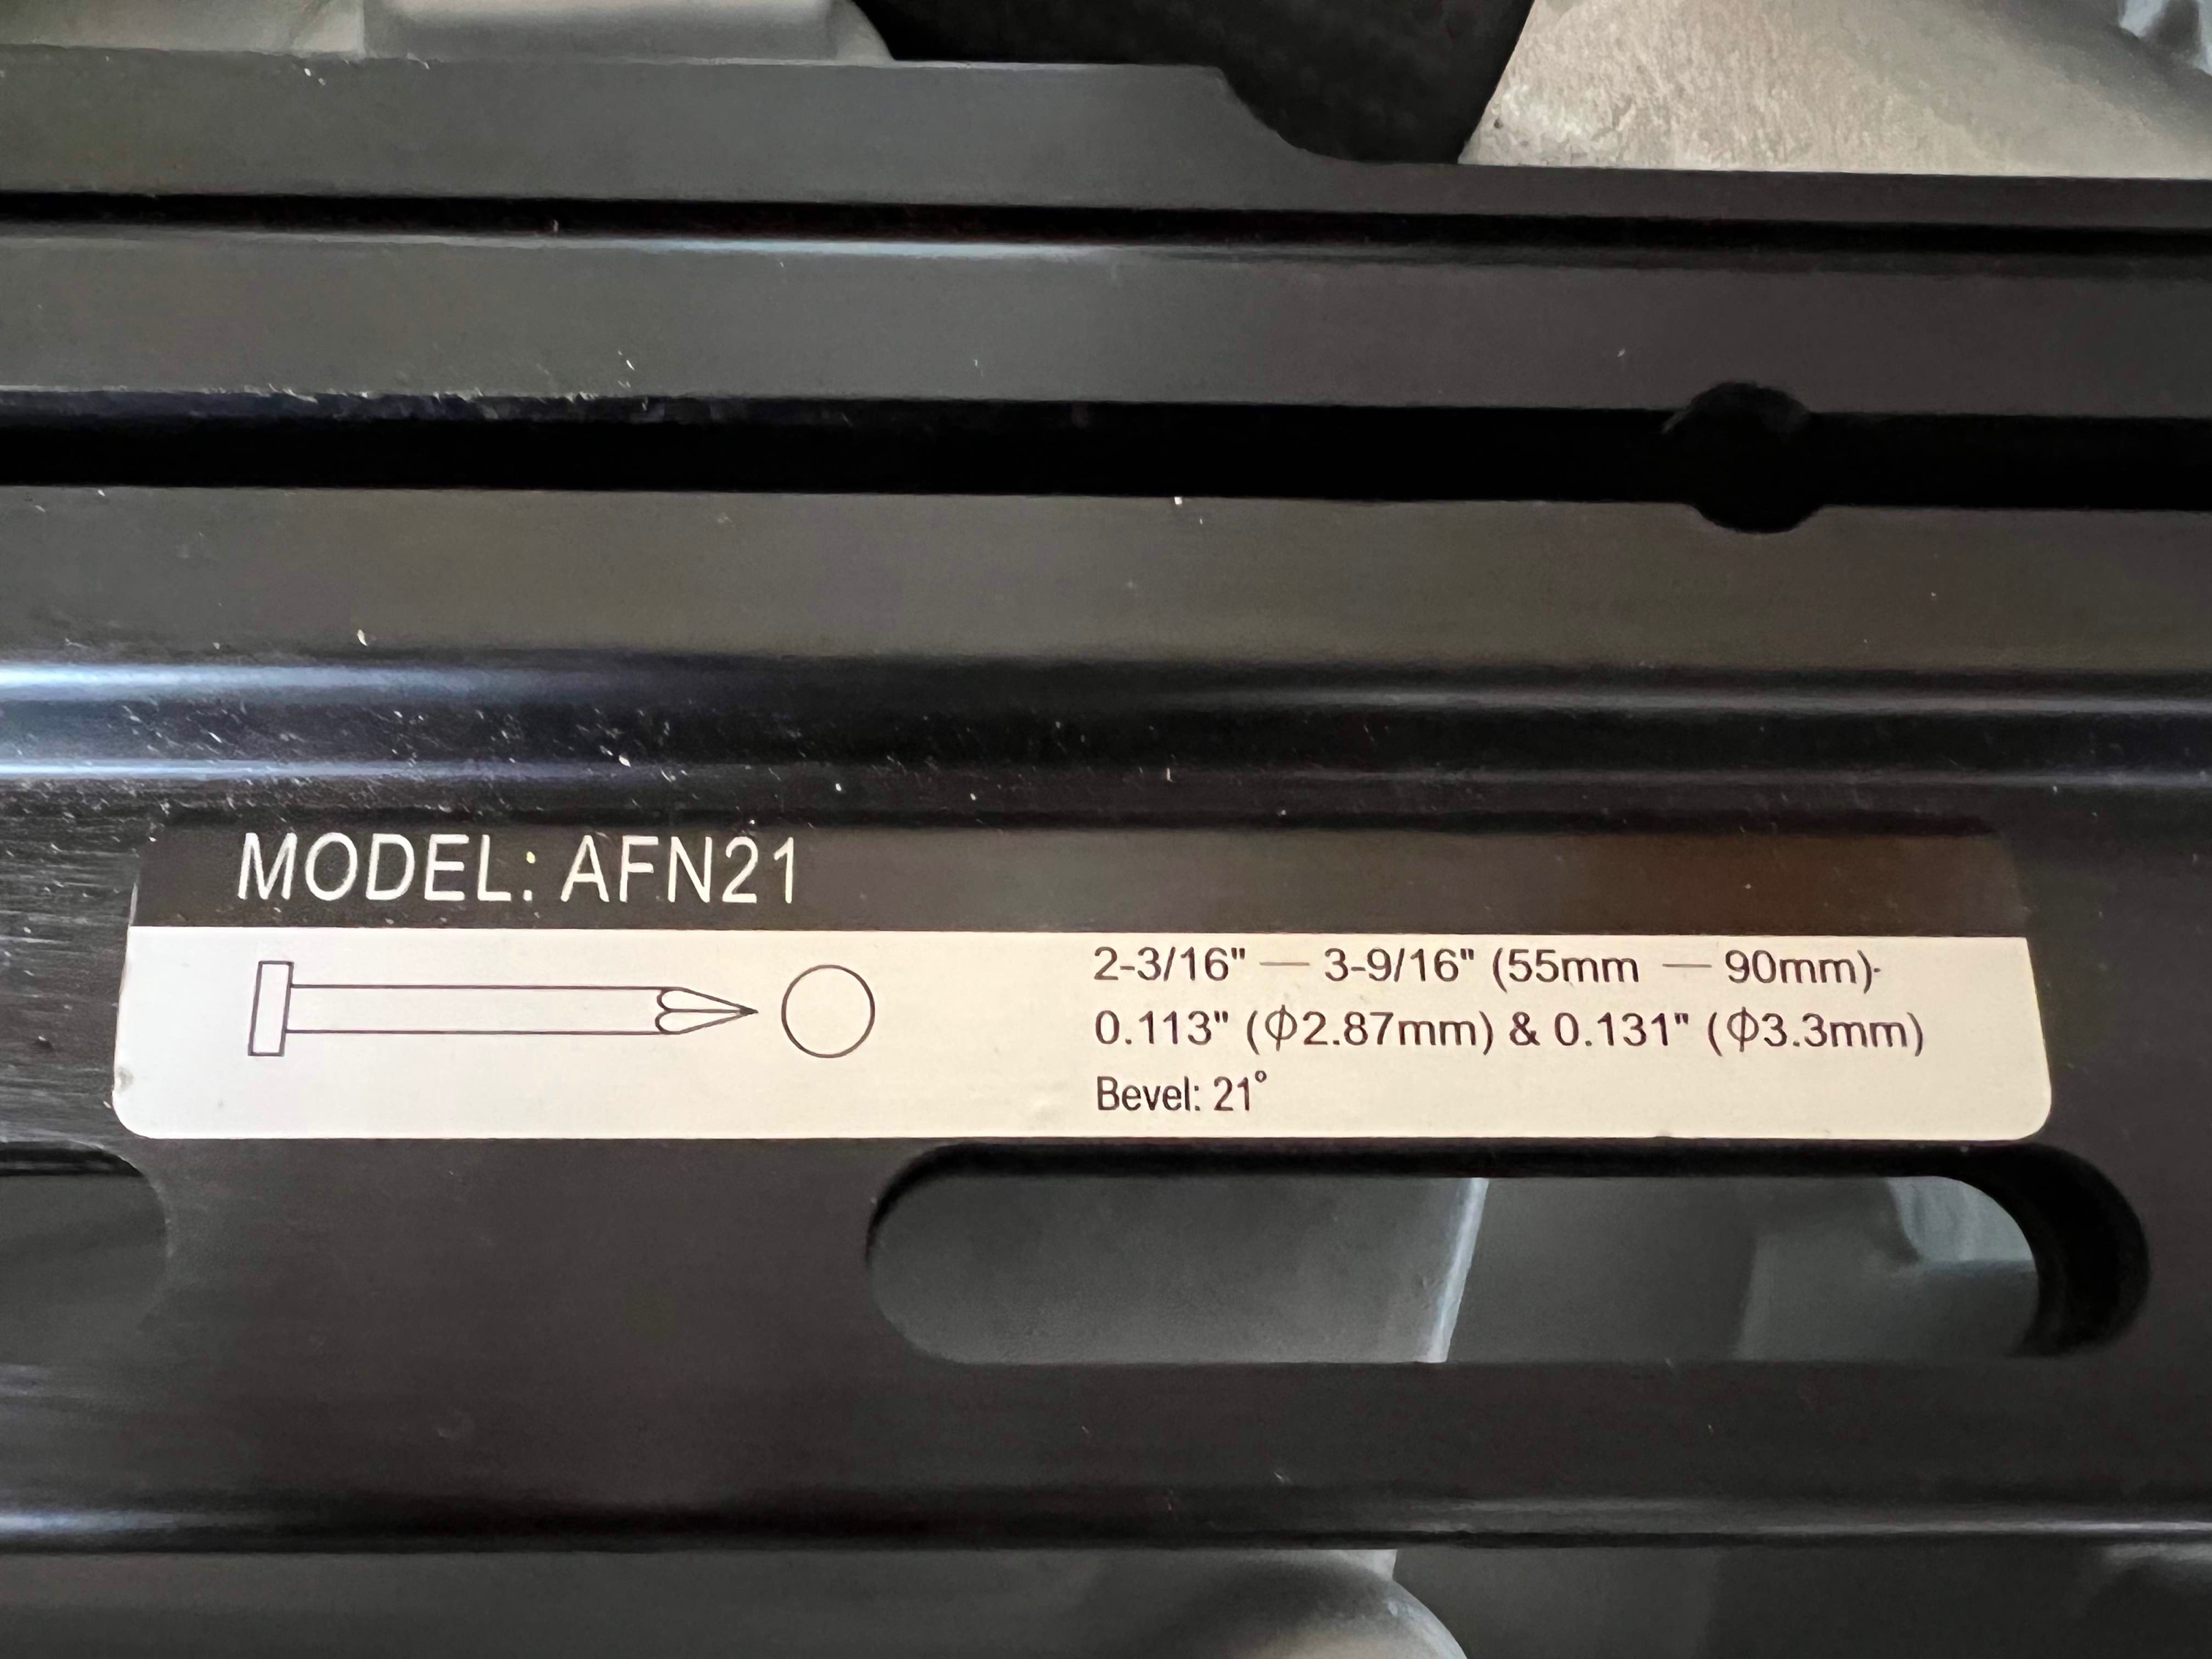 MODEL: AFN21
2-3/16" — 3-9/16" (55mm — 90mm)
0.113" (Φ2.87mm) & 0.131" (Φ3.3mm)
Bevel: 21°